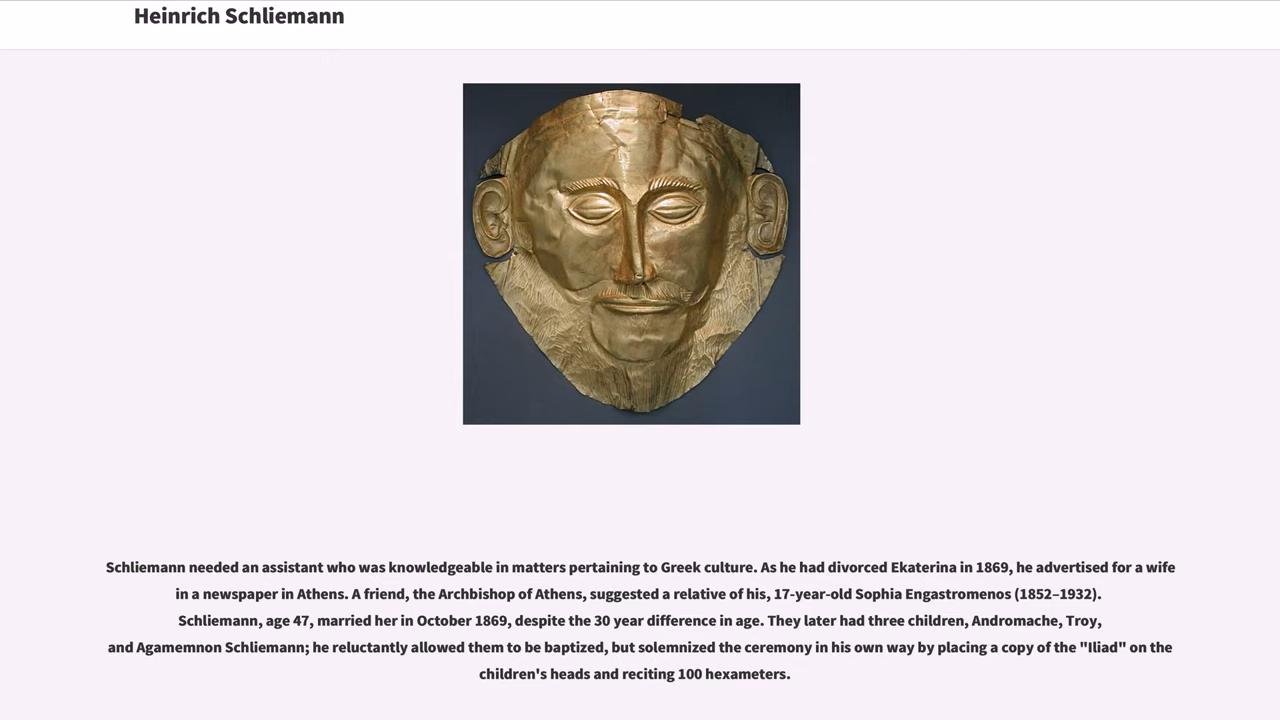 Heinrich Schliemann
Schliemann needed an assistant who was knowledgeable in matters pertaining to Greek culture. As he had divorced Ekaterina in 1869, he advertised for a wife
in a newspaper in Athens. A friend, the Archbishop of Athens, suggested a relative of his, 17-year-old Sophia Engastromenos (1852–1932).
Schliemann, age 47, married her in October 1869, despite the 30 year difference in age. They later had three children, Andromache, Troy,
and Agamemnon Schliemann; he reluctantly allowed them to be baptized, but solemnized the ceremony in his own way by placing a copy of the "Iliad" on the
children's heads and reciting 100 hexameters.